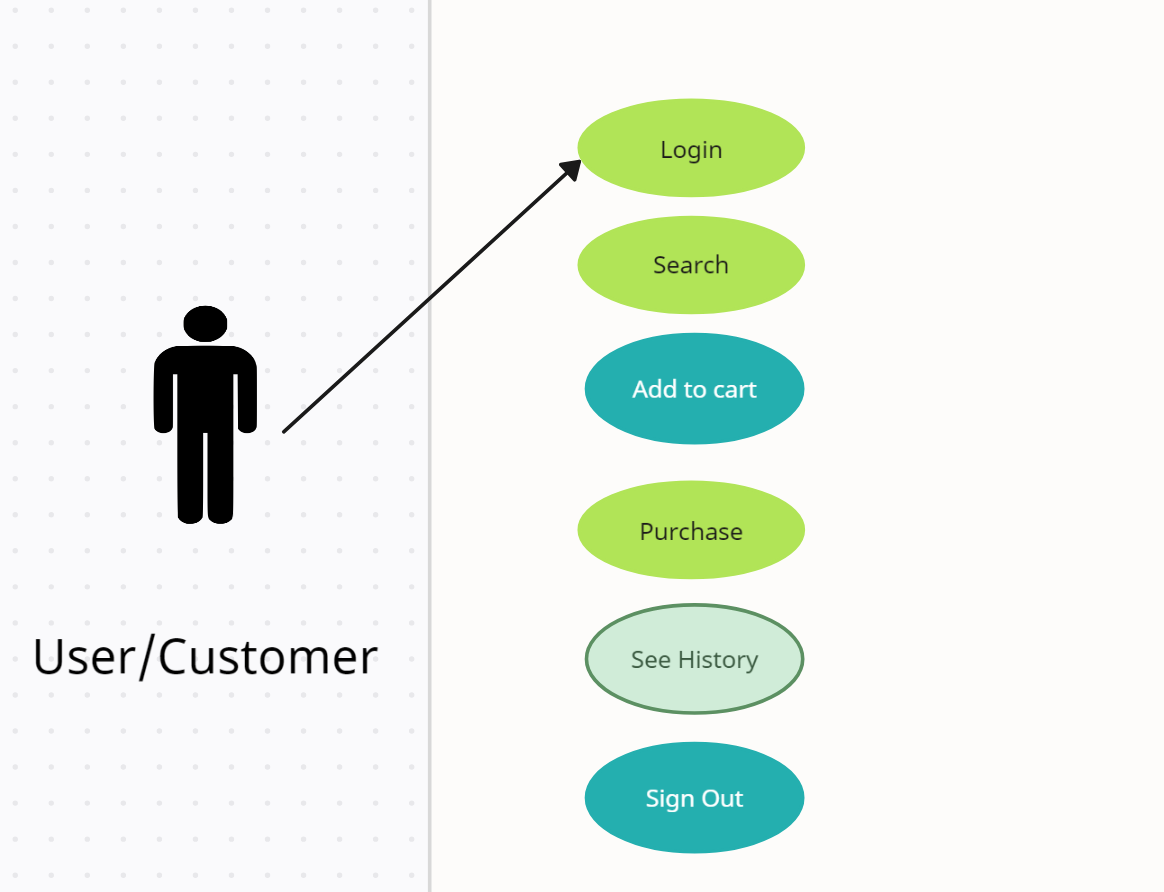 Login
Search
Add to cart
Purchase
User/Customer
See History
Sign Out